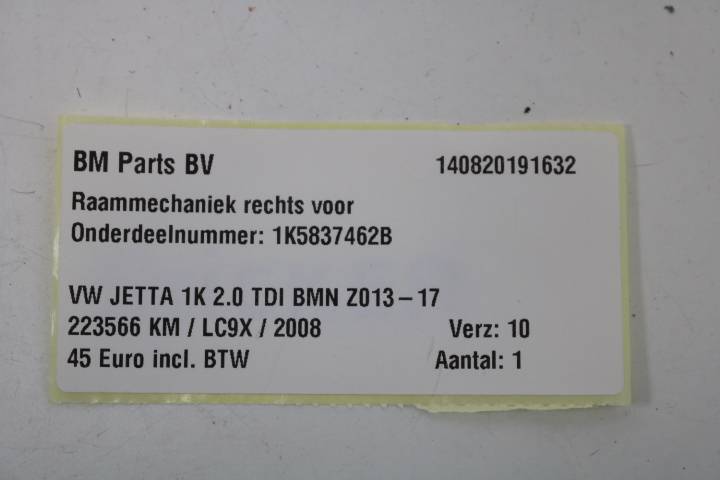 BM Parts BV 140820191632
Raammechaniek rechts voor
Onderdeelnummer: 1K5837462B
VW JETTA 1K 2.0 TDI BMN Z013 – 17
223566 KM / LC9X / 2008 Verz: 10
45 Euro incl. BTW Aantal: 1